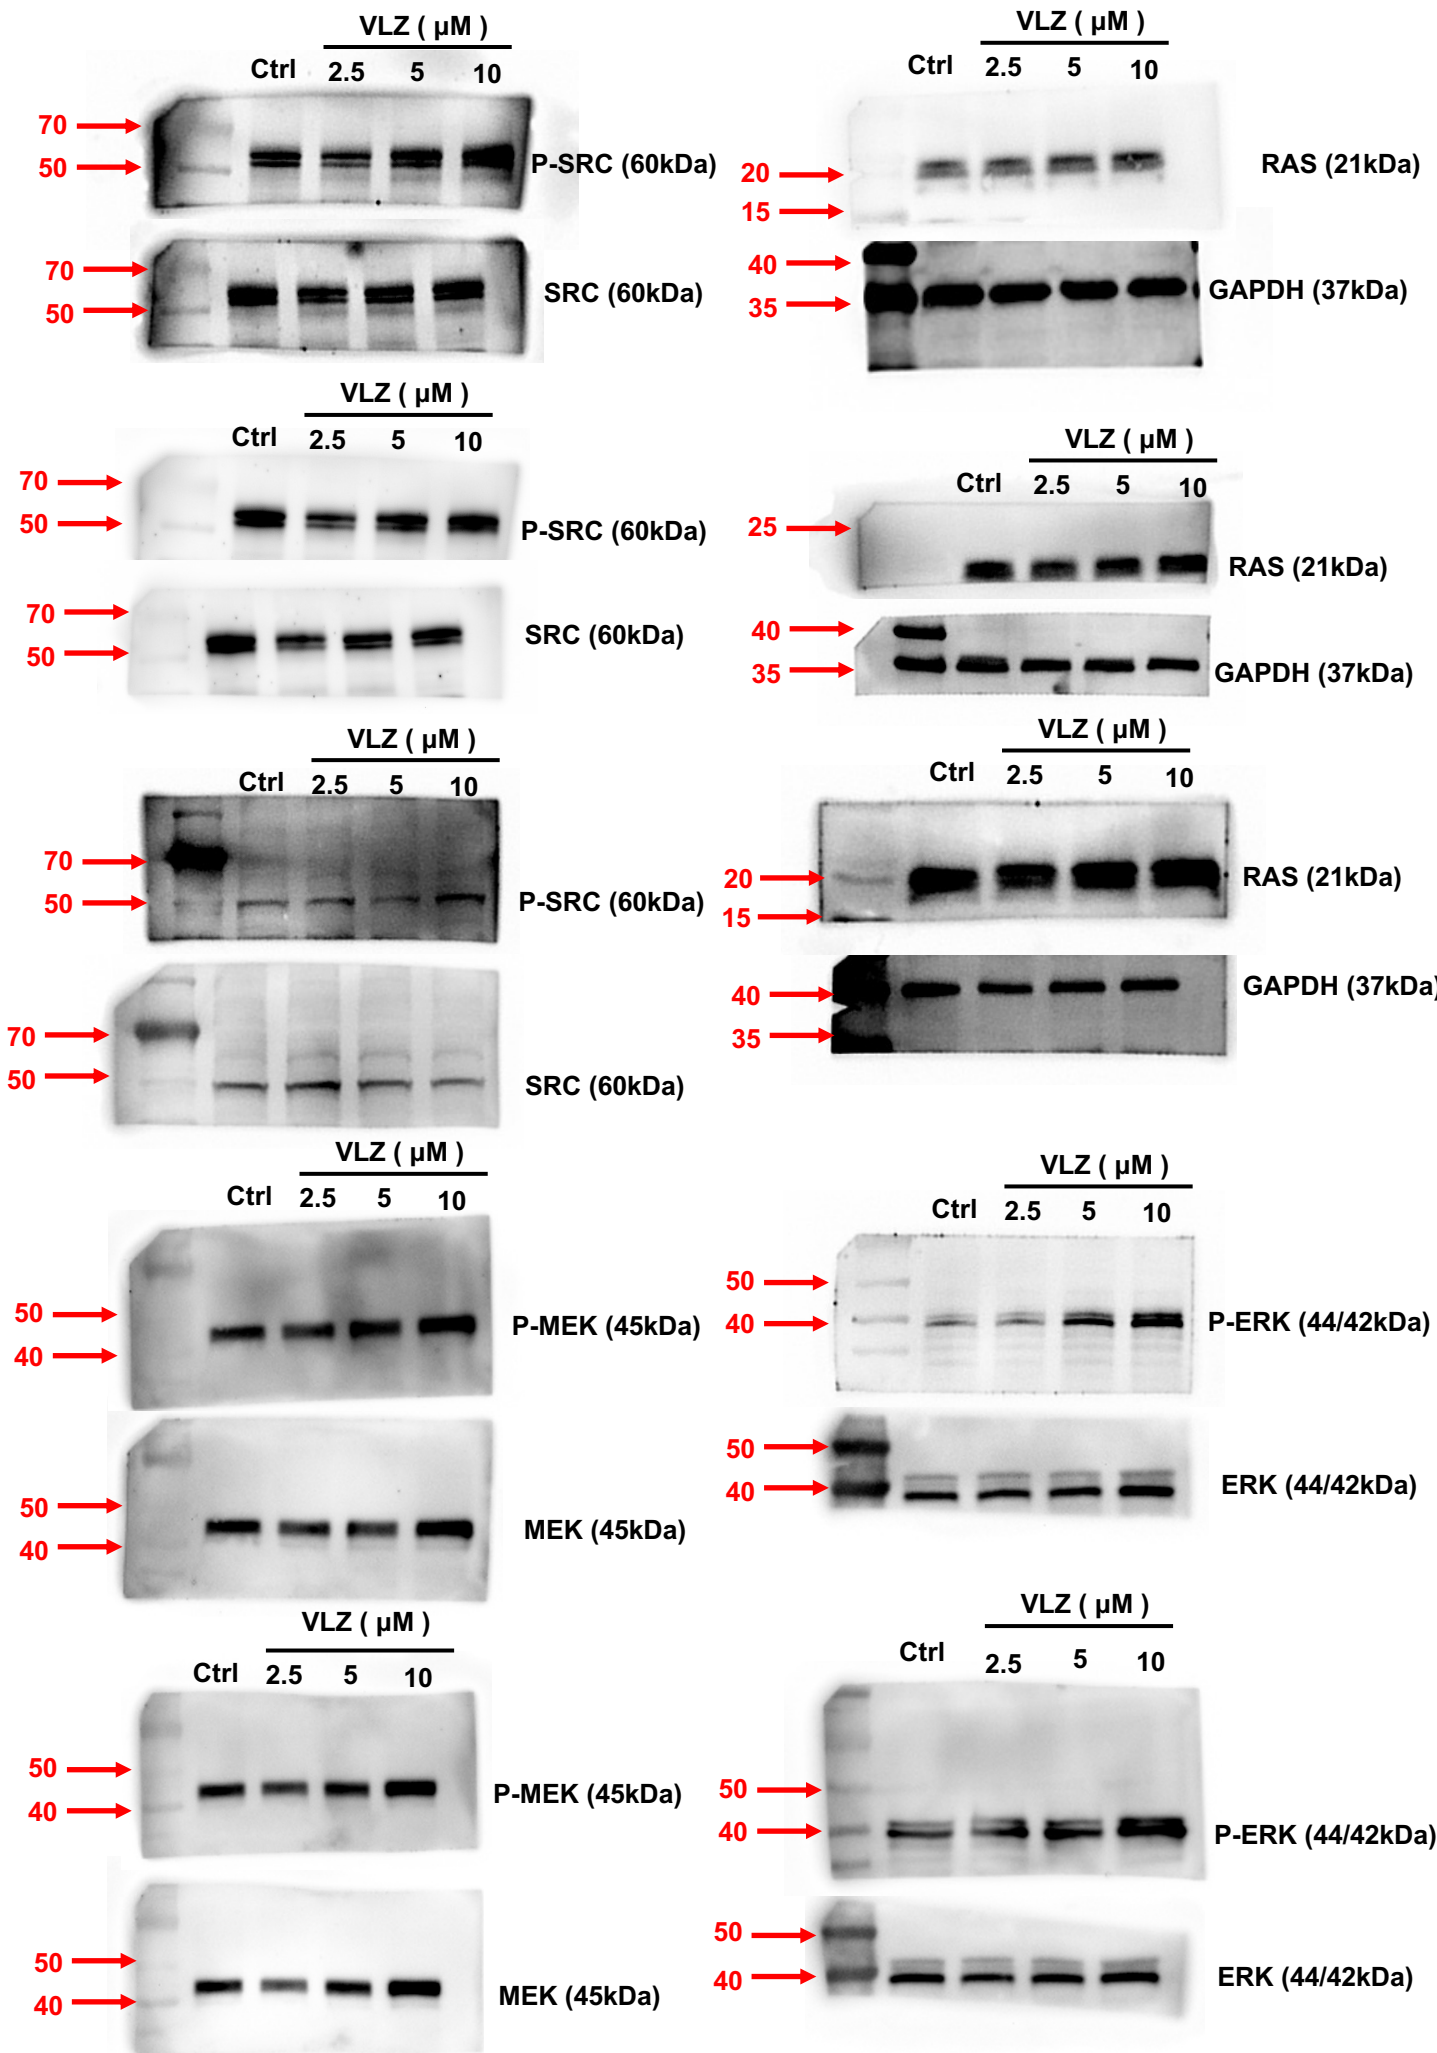 VLZ ( µM )
Ctrl 2.5 5 10
70
50
P-SRC (60kDa)
70
50
SRC (60kDa)
VLZ ( µM )
Ctrl 2.5 5 10
20
15
RAS (21kDa)
40
35
GAPDH (37kDa)
VLZ ( µM )
Ctrl 2.5 5 10
70
50
P-SRC (60kDa)
70
50
SRC (60kDa)
VLZ ( µM )
Ctrl 2.5 5 10
25
RAS (21kDa)
40
35
GAPDH (37kDa)
VLZ ( µM )
Ctrl 2.5 5 10
70
50
P-SRC (60kDa)
70
50
SRC (60kDa)
VLZ ( µM )
Ctrl 2.5 5 10
20
15
RAS (21kDa)
40
35
GAPDH (37kDa)
VLZ ( µM )
Ctrl 2.5 5 10
50
40
P-MEK (45kDa)
50
40
MEK (45kDa)
VLZ ( µM )
Ctrl 2.5 5 10
50
40
P-ERK (44/42kDa)
50
40
ERK (44/42kDa)
VLZ ( µM )
Ctrl 2.5 5 10
50
40
P-MEK (45kDa)
50
40
MEK (45kDa)
VLZ ( µM )
Ctrl 2.5 5 10
50
40
P-ERK (44/42kDa)
50
40
ERK (44/42kDa)